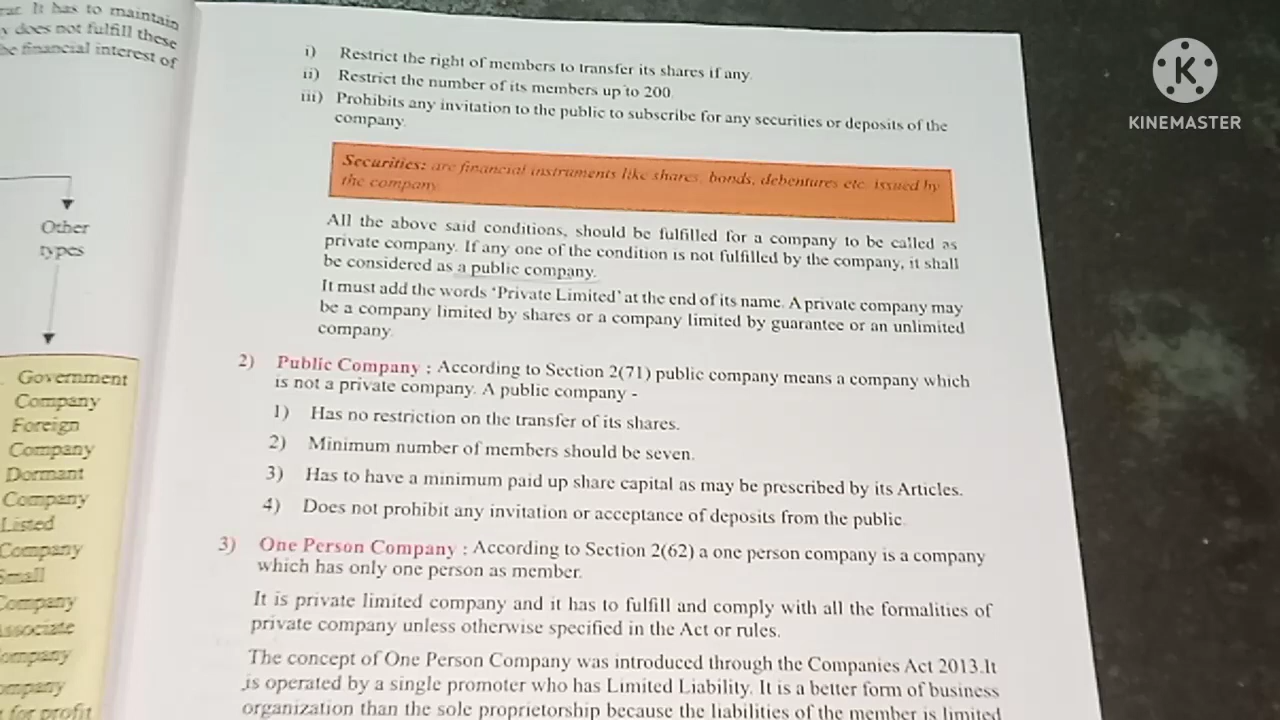 ar. It has to maintain
does not fulfill these
financial interest of
Other
types
Government
Company
Foreign
Company
Dormant
Company
Listed
Company
Small
Company
Associate
ompany
ompany
for profit
i) Restrict the right of members to transfer its shares if any.
ii) Restrict the number of its members up to 200.
iii) Prohibits any invitation to the public to subscribe for any securities or deposits of the
company.
Securities: are financial instruments like shares, bonds, debentures etc. issued by
the company.
All the above said conditions, should be fulfilled for a company to be called as
private company. If any one of the condition is not fulfilled by the company, it shall
be considered as a public company.
It must add the words ‘Private Limited’ at the end of its name. A private company may
be a company limited by shares or a company limited by guarantee or an unlimited
company.
2) Public Company : According to Section 2(71) public company means a company which
is not a private company. A public company -
1) Has no restriction on the transfer of its shares.
2) Minimum number of members should be seven.
3) Has to have a minimum paid up share capital as may be prescribed by its Articles.
4) Does not prohibit any invitation or acceptance of deposits from the public.
3) One Person Company : According to Section 2(62) a one person company is a company
which has only one person as member.
It is private limited company and it has to fulfill and comply with all the formalities of
private company unless otherwise specified in the Act or rules.
The concept of One Person Company was introduced through the Companies Act 2013.It
is operated by a single promoter who has Limited Liability. It is a better form of business
organization than the sole proprietorship because the liabilities of the member is limited
K
KINEMASTER